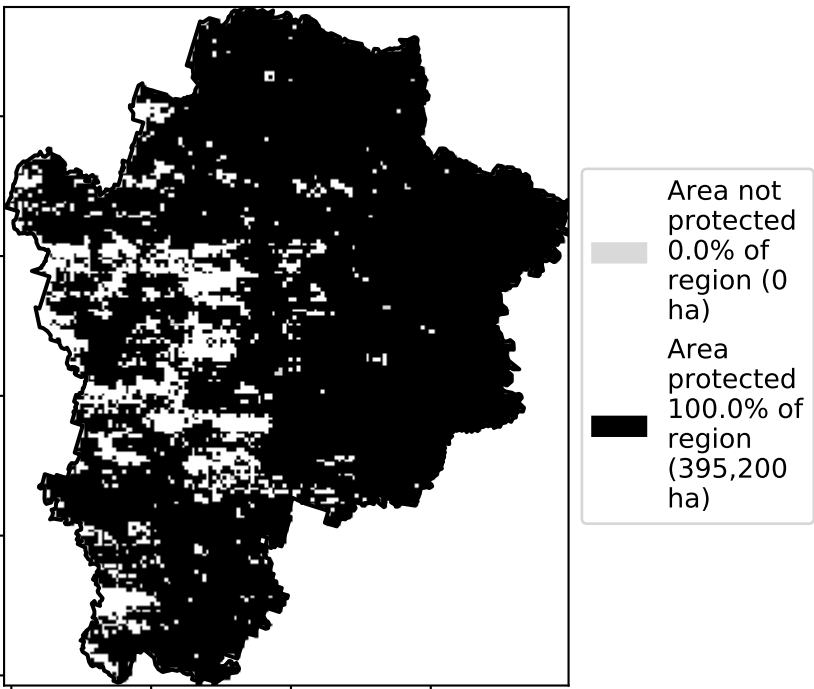 Area not
protected
0.0% of
region (0
ha)
Area
protected
100.0% of
region
(395,200
ha)